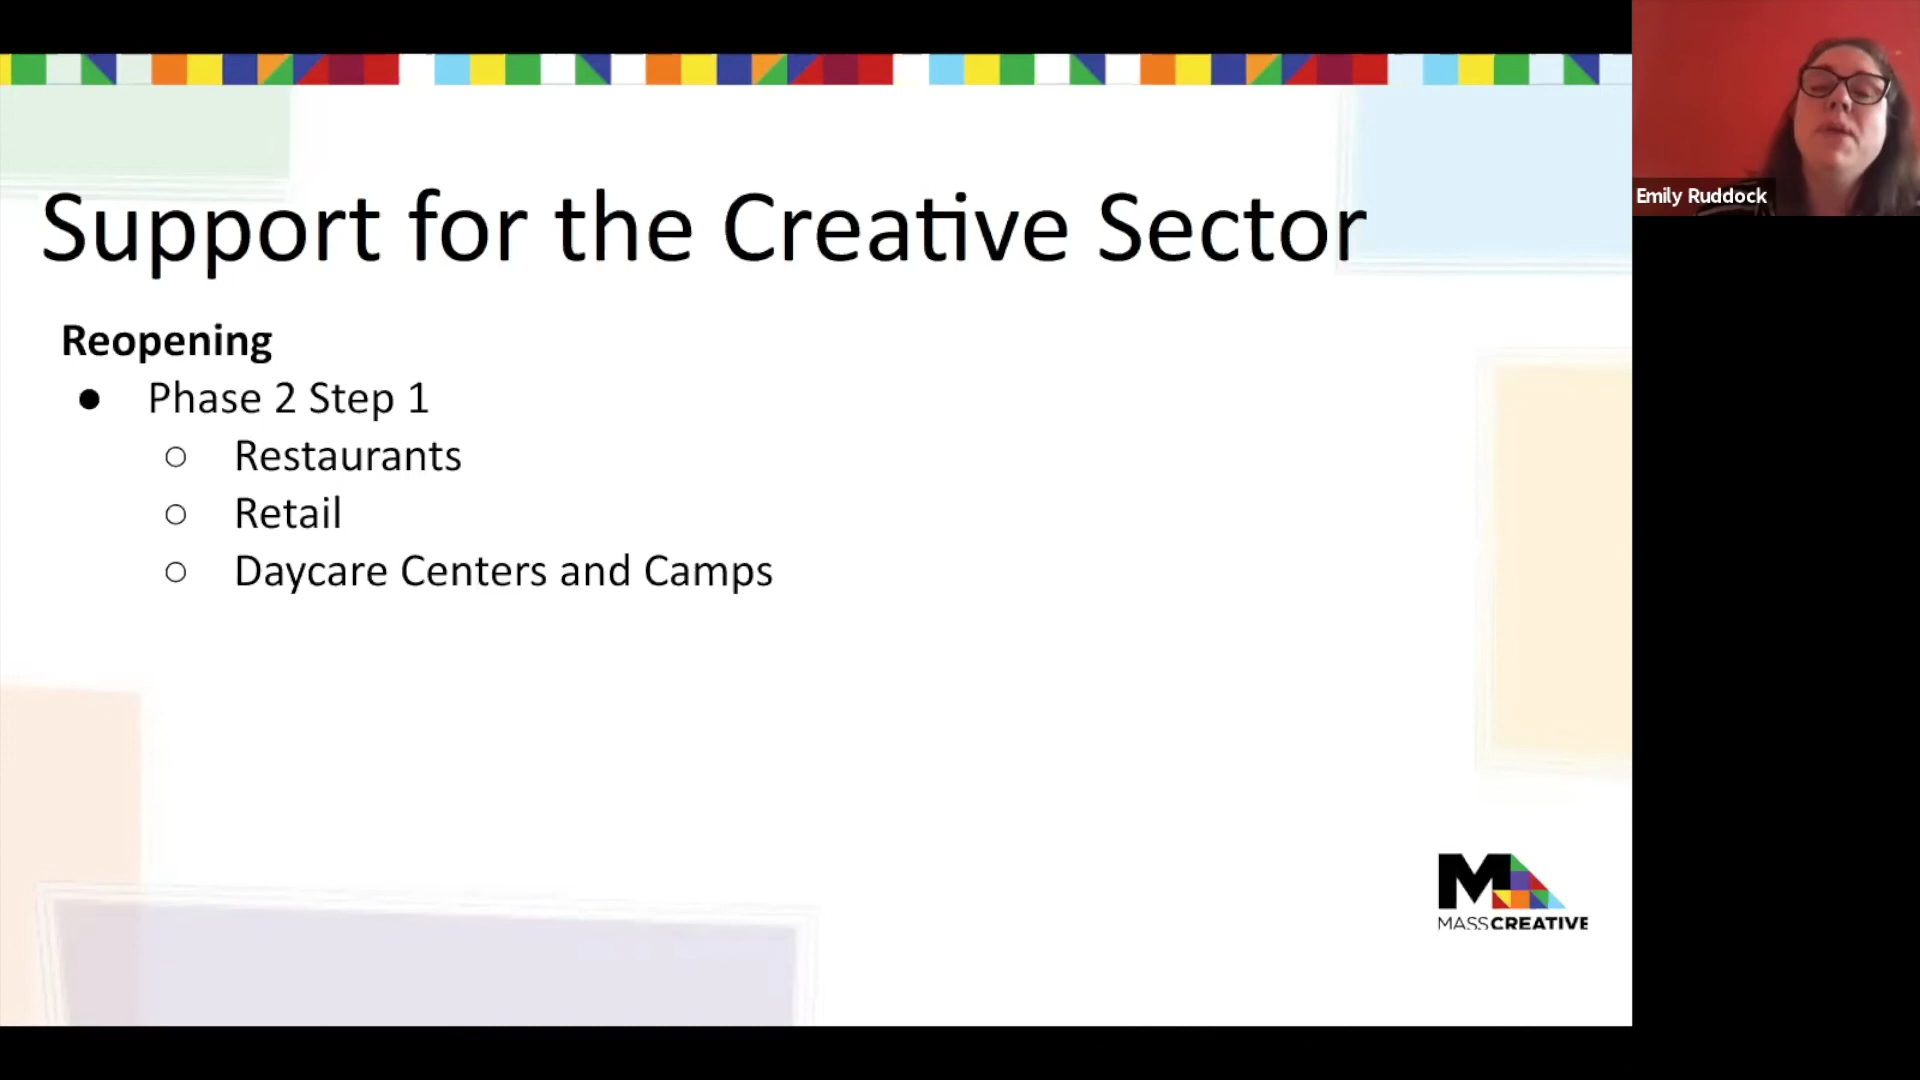 Support for the Creative Sector
Reopening
● Phase 2 Step 1
○ Restaurants
○ Retail
○ Daycare Centers and Camps
M
MASSCREATIVE
Emily Ruddock